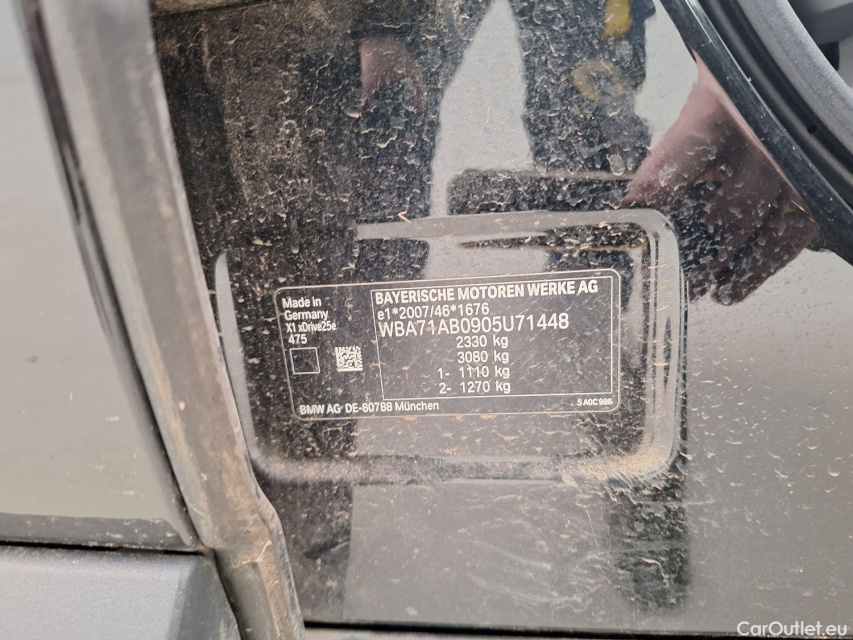 Made in
Germany
X1 xDrive25e
475
BAYERISCHE MOTOREN WERKE AG
e1*2007/46*1676
WBA71AB0905U71448
2330 kg
3080 kg
1- 1110 kg
2- 1270 kg
BMW AG DE-80788 München
5 A0C 986
CarOutlet.eu